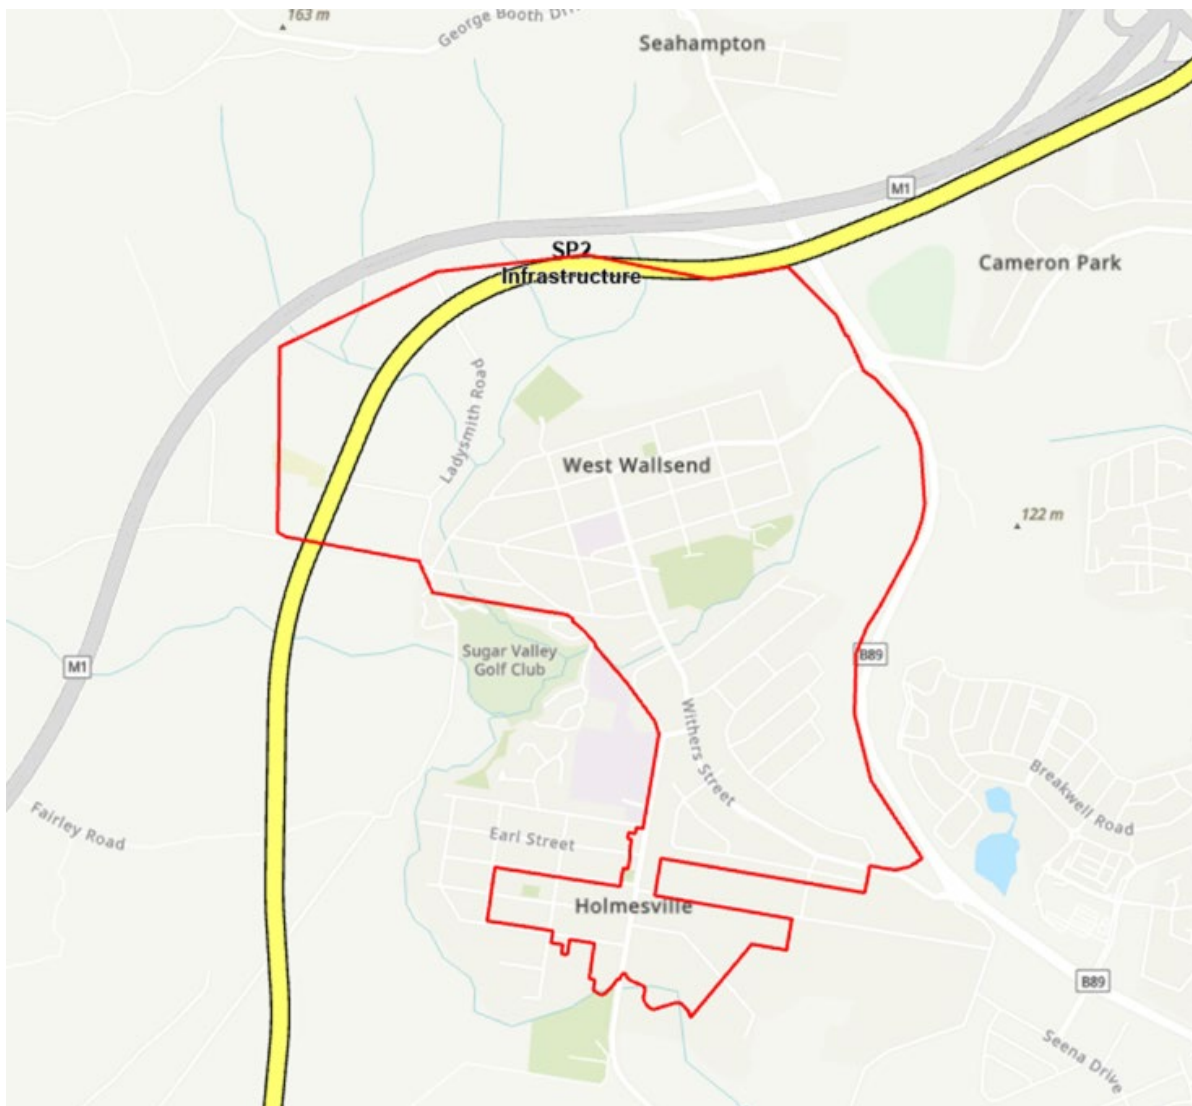 163 m
George Booth Dri
Seahampton
M1
SP2
Infrastructure
Cameron Park
Ladysmith Road
West Wallsend
122 m
Sugar Valley
Golf Club
B89
M1
Withers Street
Breakwell Road
Fairley Road
Earl Street
Holmesville
B89
Seena Drive